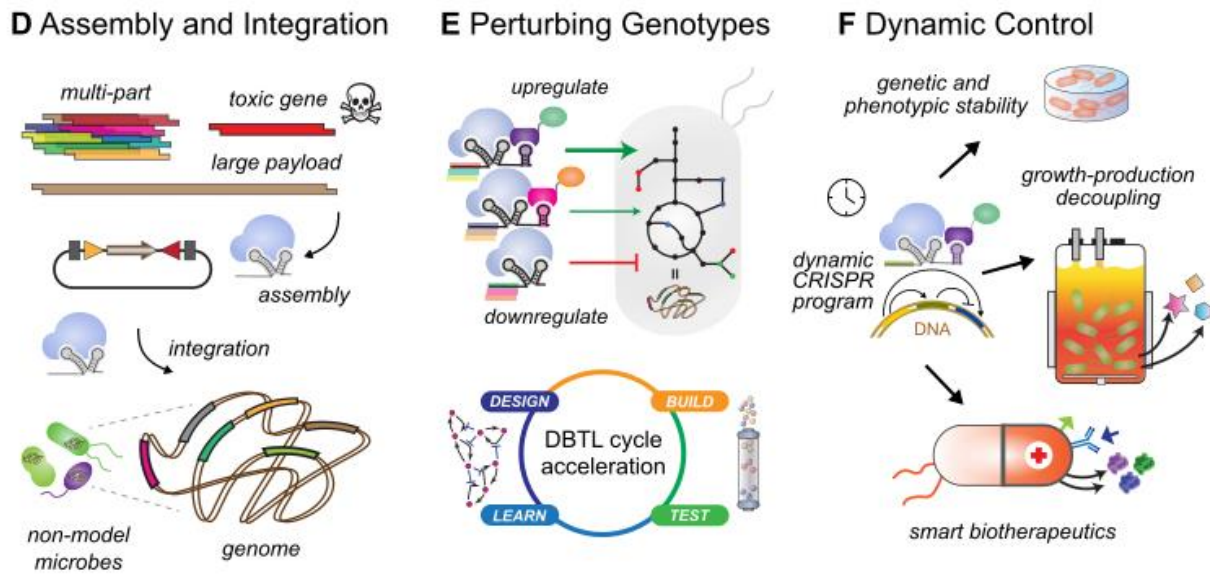 D Assembly and Integration
multi-part
toxic gene
large payload
assembly
integration
non-model
microbes
genome
E Perturbing Genotypes
upregulate
downregulate
DESIGN
BUILD
DBTL cycle
acceleration
LEARN
TEST
F Dynamic Control
genetic and
phenotypic stability
growth-production
decoupling
dynamic
CRISPR
program
DNA
smart biotherapeutics